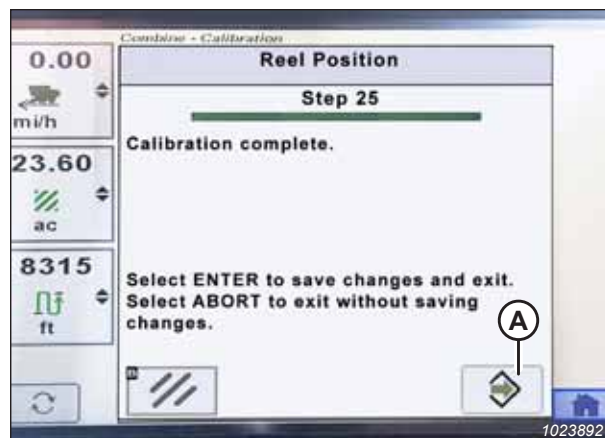 Combine - Calibration
0.00
mi/h
23.60
ac
8315
ft
Reel Position
Step 25
Calibration complete.
Select ENTER to save changes and exit.
Select ABORT to exit without saving
changes.
A
1023892